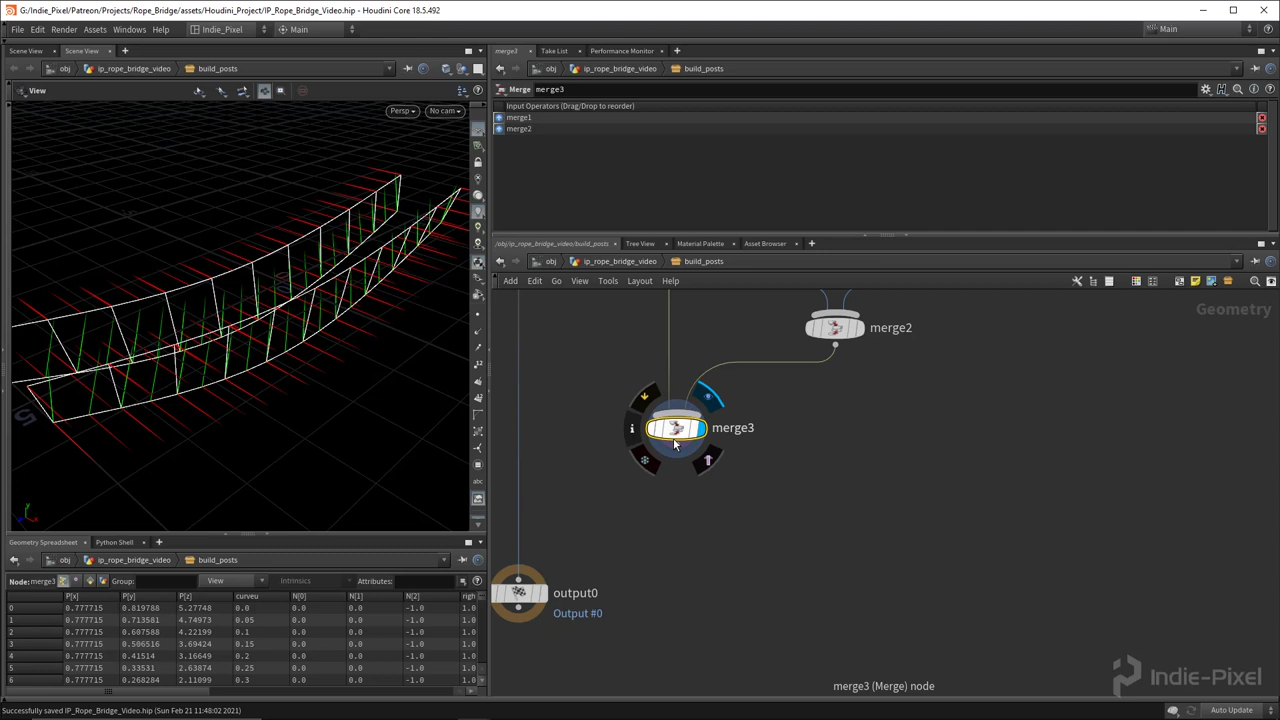 G:/Indie_Pixel/Patreon/Projects/Rope_Bridge/assets/Houdini_Project/IP_Rope_Bridge_Video.hip - Houdini Core 18.5.492
File Edit Render Assets Windows Help Indie_Pixel Main Main
Scene View Scene View
obj ip_rope_bridge_video build_posts
View
Persp No cam
merge3 Take List Performance Monitor
obj ip_rope_bridge_video build_posts
Merge merge3
Input Operators (Drag/Drop to reorder)
merge1
merge2
/obj/ip_rope_bridge_video/build_posts Tree View Material Palette Asset Browser
obj ip_rope_bridge_video build_posts
Add Edit Go View Tools Layout Help
Geometry
merge2
merge3
output0
Output #0
merge3 (Merge) node
Indie-Pixel
Geometry Spreadsheet Python Shell
obj ip_rope_bridge_video build_posts
Node: merge3 Group: View Intrinsics Attributes:
P[x] P[y] P[z] curveu N[0] N[1] N[2] righ
0 0.777715 0.819788 5.27748 0.0 0.0 0.0 -1.0 1.0
1 0.777715 0.713581 4.74973 0.05 0.0 0.0 -1.0 1.0
2 0.777715 0.607588 4.22199 0.1 0.0 0.0 -1.0 1.0
3 0.777715 0.506516 3.69424 0.15 0.0 0.0 -1.0 1.0
4 0.777715 0.41514 3.16649 0.2 0.0 0.0 -1.0 1.0
5 0.777715 0.33531 2.63874 0.25 0.0 0.0 -1.0 1.0
6 0.777715 0.268284 2.11099 0.3 0.0 0.0 -1.0 1.0
Successfully saved IP_Rope_Bridge_Video.hip (Sun Feb 21 11:48:02 2021)
Auto Update